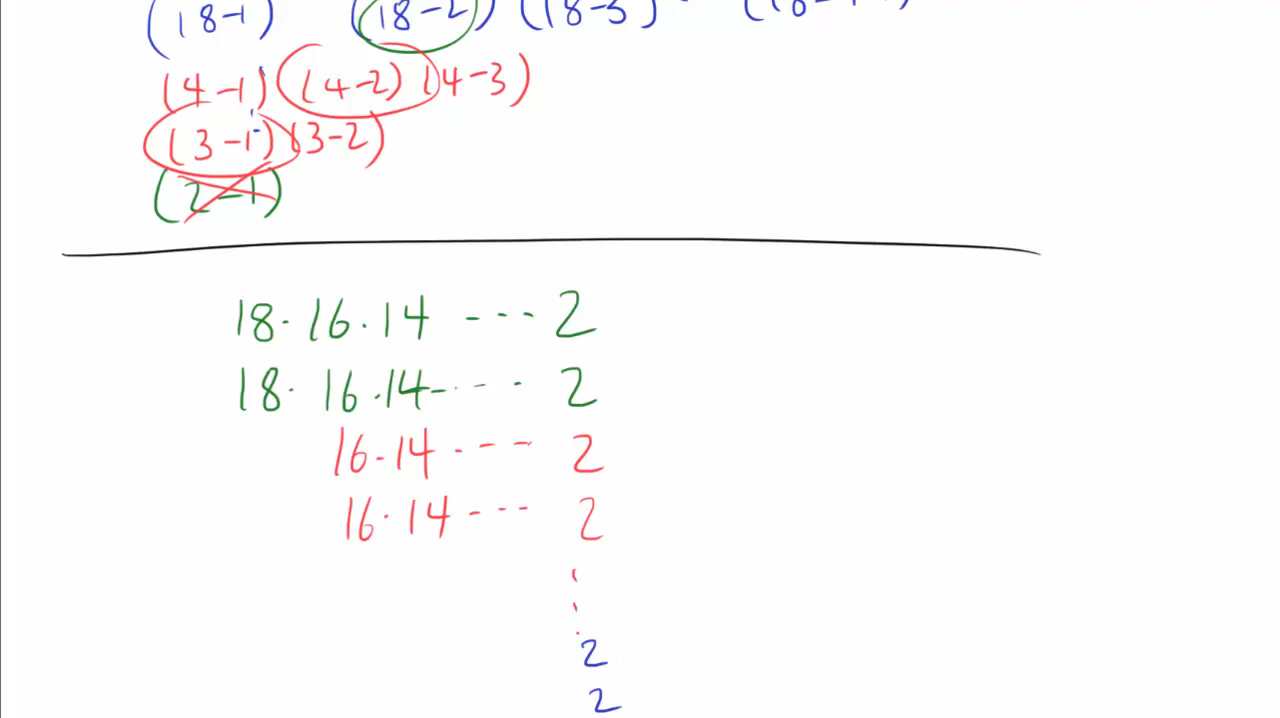 (18-1) (18-2) (18-3)
(4-1) (4-2) (4-3)
(3-1) (3-2)
(2-1)
18·16·14 --- 2
18·16·14-·-- · 2
16·14 ·-- 2
16·14 --- 2
2
2